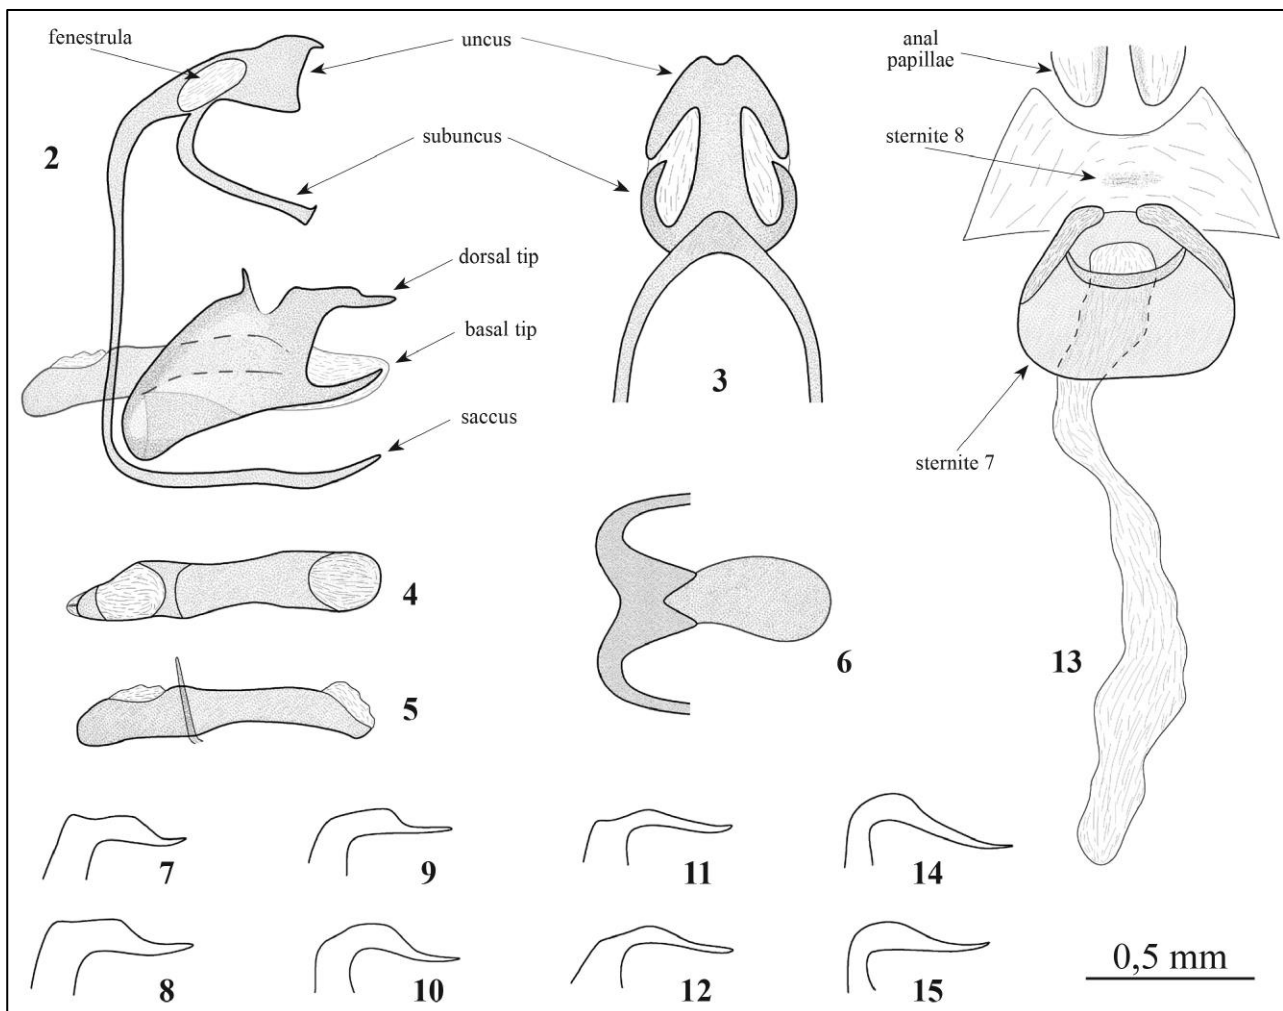 fenestrula
uncus
anal
papillae
2
subuncus
sternite 8
dorsal tip
basal tip
3
saccus
sternite 7
4
6
13
5
7
9
11
14
8
10
12
15
0,5 mm